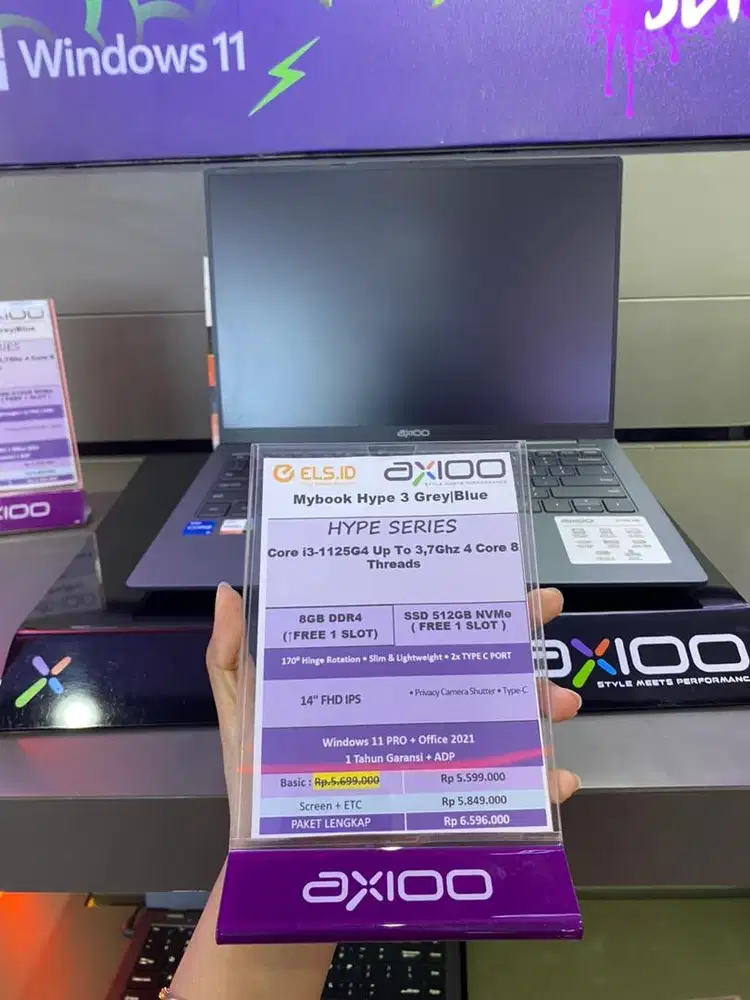 Windows 11
ELS.ID AXIOO
STYLE MEETS PERFORMANCE
Mybook Hype 3 Grey|Blue
HYPE SERIES
Core i3-1125G4 Up To 3,7Ghz 4 Core 8
Threads
8GB DDR4
(↑FREE 1 SLOT)
SSD 512GB NVMe
( FREE 1 SLOT )
170° Hinge Rotation • Slim & Lightweight • 2x TYPE C PORT
14" FHD IPS
• Privacy Camera Shutter • Type-C
Windows 11 PRO + Office 2021
1 Tahun Garansi + ADP
Basic : Rp.5.699.000 Rp 5.599.000
Screen + ETC Rp 5.849.000
PAKET LENGKAP Rp 6.596.000
AXIOO
AXIOO
AXIOO
STYLE MEETS PERFORMANC